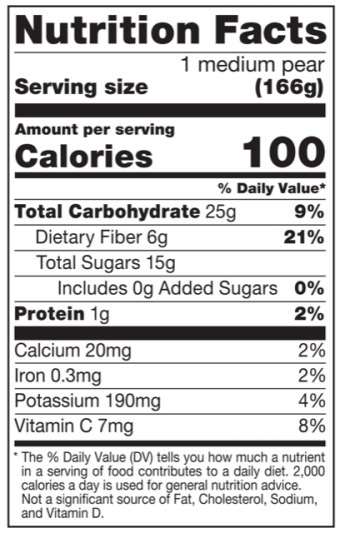 Nutrition Facts
1 medium pear
Serving size (166g)
Amount per serving
Calories 100
% Daily Value*
Total Carbohydrate 25g 9%
Dietary Fiber 6g 21%
Total Sugars 15g
Includes 0g Added Sugars 0%
Protein 1g 2%
Calcium 20mg 2%
Iron 0.3mg 2%
Potassium 190mg 4%
Vitamin C 7mg 8%
* The % Daily Value (DV) tells you how much a nutrient
in a serving of food contributes to a daily diet. 2,000
calories a day is used for general nutrition advice.
Not a significant source of Fat, Cholesterol, Sodium,
and Vitamin D.